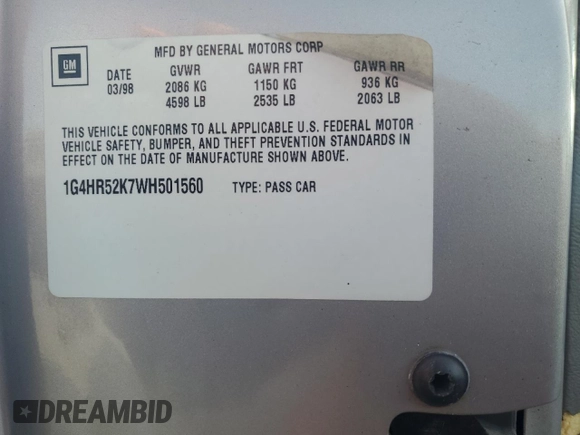 GM
MFD BY GENERAL MOTORS CORP
DATE GVWR GAWR FRT GAWR RR
03/98 2086 KG 1150 KG 936 KG
4598 LB 2535 LB 2063 LB
THIS VEHICLE CONFORMS TO ALL APPLICABLE U.S. FEDERAL MOTOR
VEHICLE SAFETY, BUMPER, AND THEFT PREVENTION STANDARDS IN
EFFECT ON THE DATE OF MANUFACTURE SHOWN ABOVE.
1G4HR52K7WH501560 TYPE: PASS CAR
DREAMBID